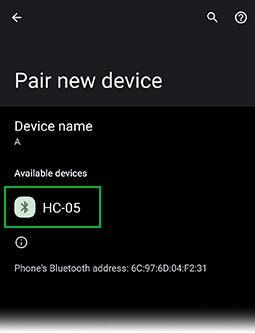 Pair new device
Device name
A
Available devices
HC-05
Phone's Bluetooth address: 6C:97:6D:04:F2:31